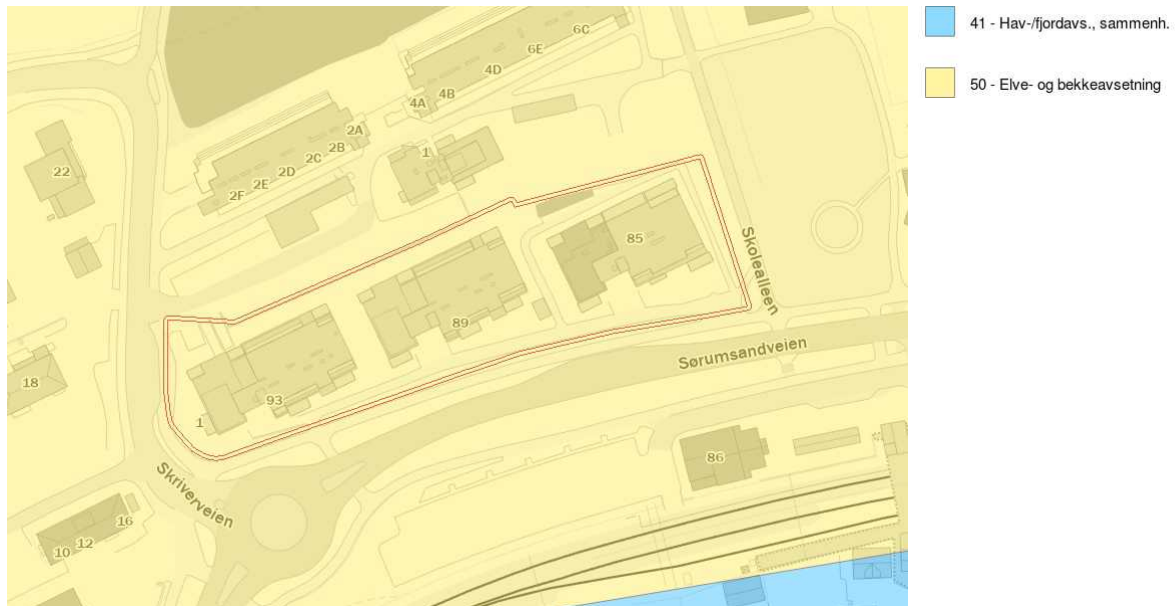 41 - Hav-/fjordavs., sammenh.
50 - Elve- og bekkeavsetning
6C
6E
4D
4B
4A
2A
2B
2C
2D
2E
2F
1
22
85
Skolealleen
89
Sørumsandveien
18
93
1
86
Skriverveien
16
12
10